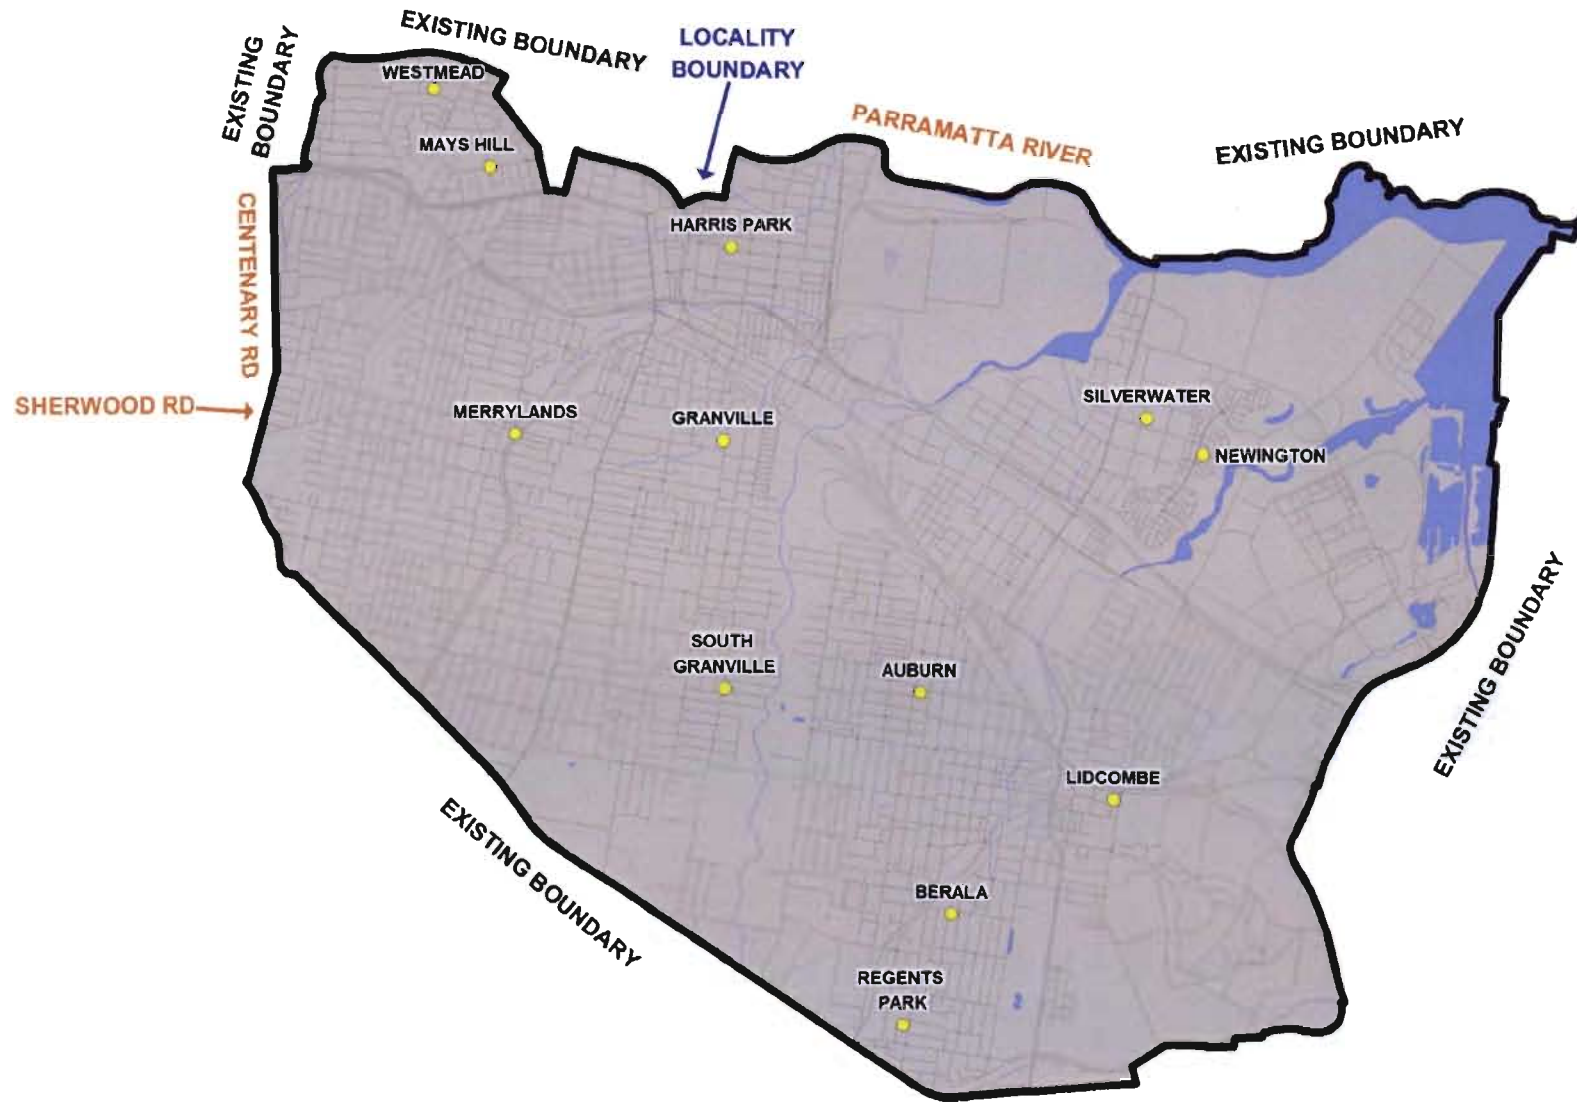 EXISTING BOUNDARY
EXISTING
BOUNDARY
LOCALITY
BOUNDARY
WESTMEAD
PARRAMATTA RIVER
EXISTING BOUNDARY
MAYS HILL
CENTENARY RD
HARRIS PARK
SHERWOOD RD
MERRYLANDS
GRANVILLE
SILVERWATER
NEWINGTON
SOUTH
GRANVILLE
AUBURN
EXISTING BOUNDARY
LIDCOMBE
EXISTING BOUNDARY
BERALA
REGENTS
PARK